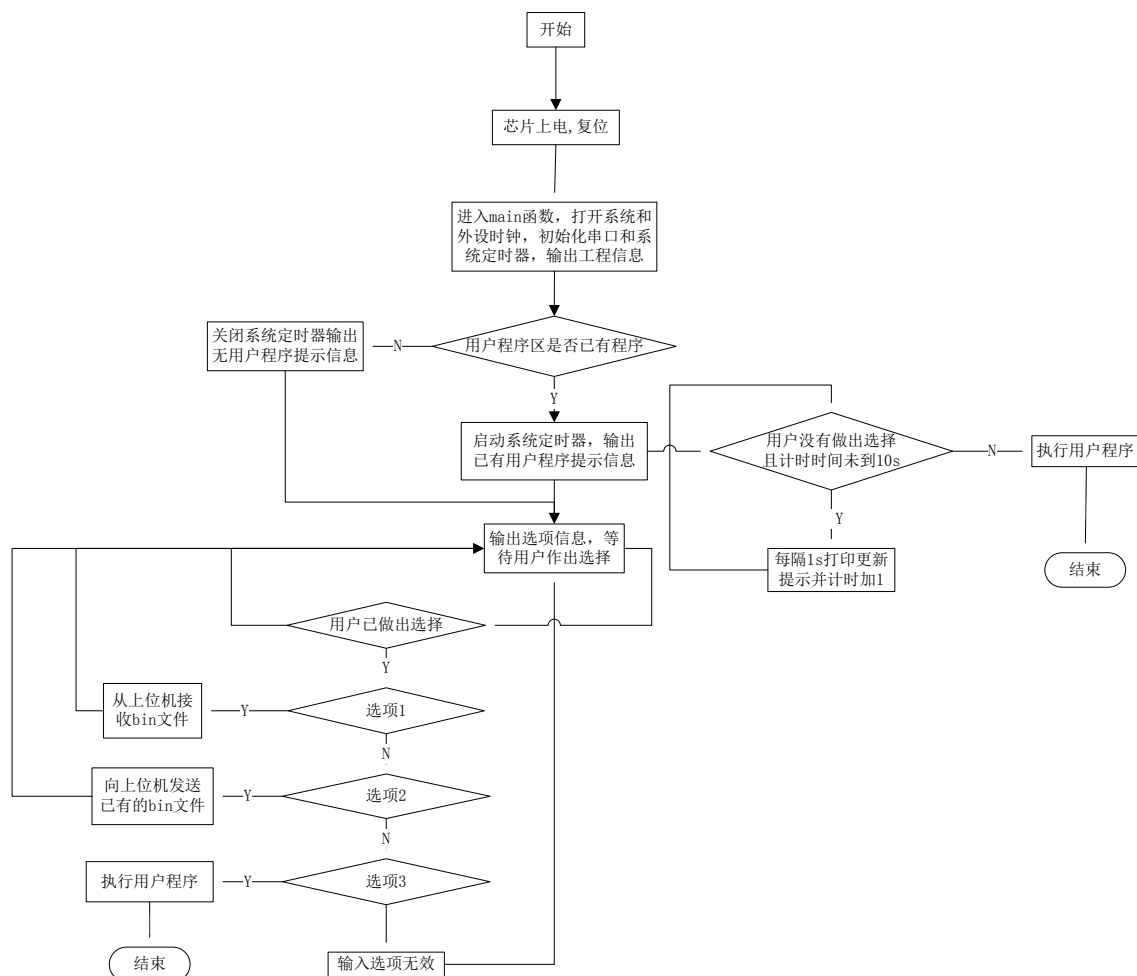 开始
芯片上电,复位
进入main函数，打开系统和
外设时钟，初始化串口和系
统定时器，输出工程信息
关闭系统定时器输出
无用户程序提示信息
N
用户程序区是否已有程序
Y
启动系统定时器，输出
已有用户程序提示信息
用户没有做出选择
且计时时间未到10s
N
执行用户程序
Y
输出选项信息，等
待用户作出选择
每隔1s打印更新
提示并计时加1
结束
用户已做出选择
Y
从上位机接
收bin文件
Y
选项1
N
向上位机发送
已有的bin文件
Y
选项2
N
执行用户程序
Y
选项3
结束
输入选项无效